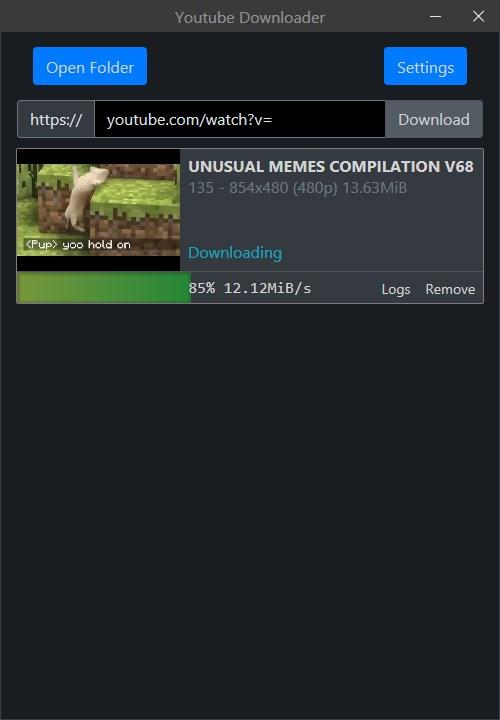 Youtube Downloader
Open Folder
Settings
https:// youtube.com/watch?v= Download
UNUSUAL MEMES COMPILATION V68
135 - 854x480 (480p) 13.63MiB
<Pup> yoo hold on
Downloading
85% 12.12MiB/s Logs Remove